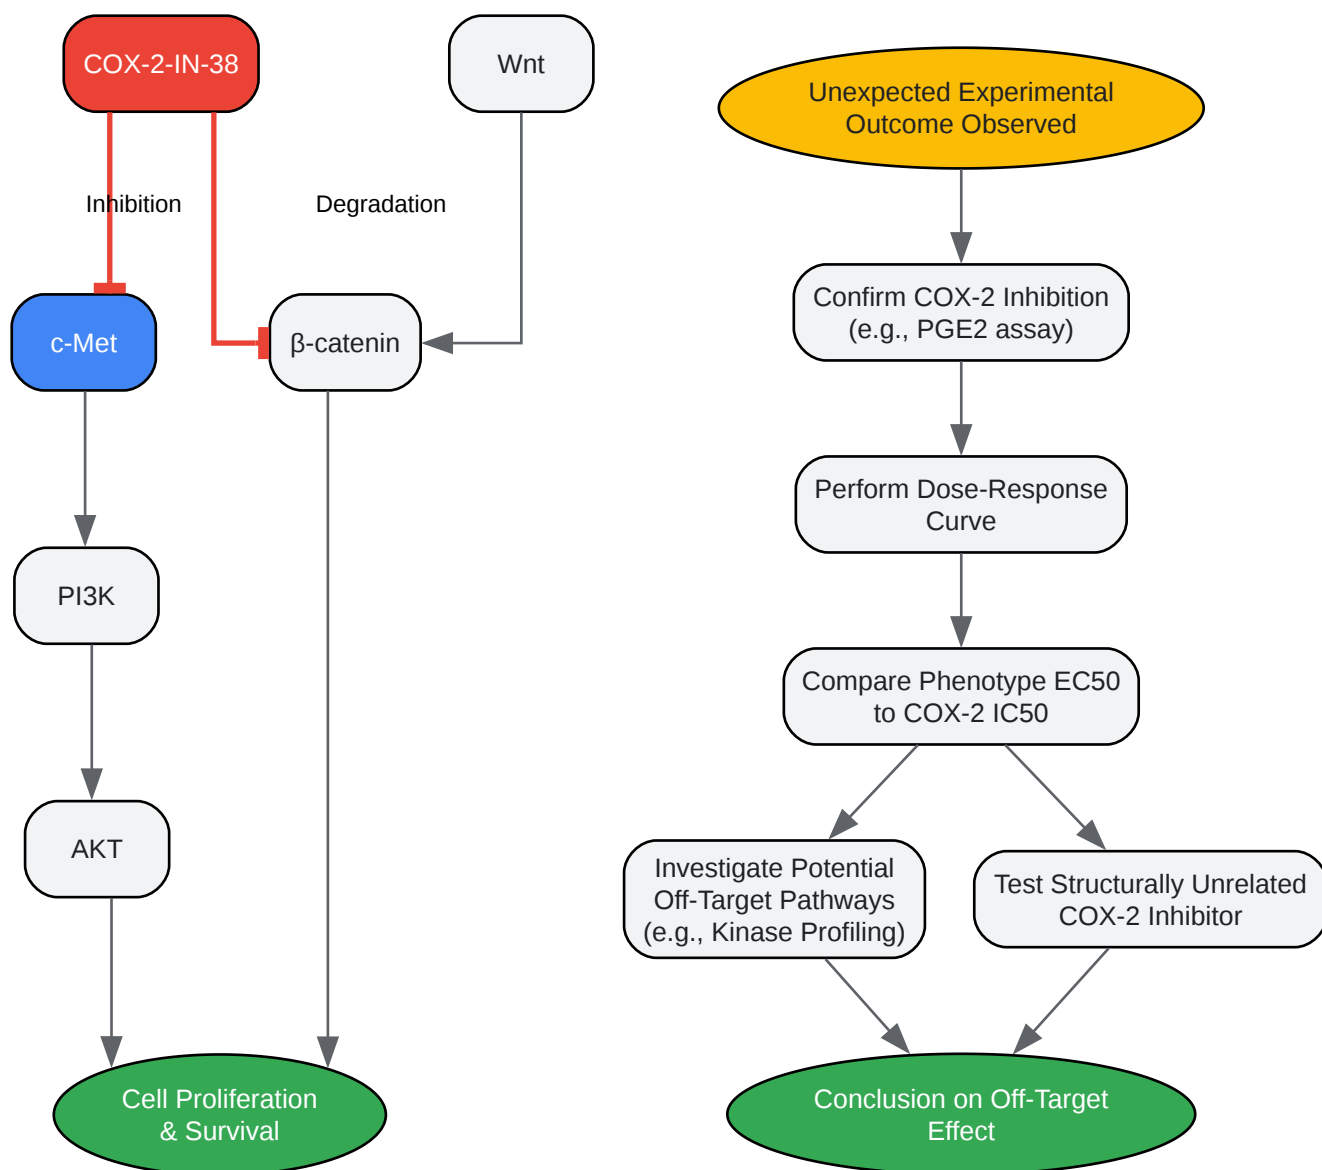 COX-2-IN-38
Wnt
Inhibition
Degradation
c-Met
β-catenin
PI3K
AKT
Cell Proliferation
& Survival
Unexpected Experimental
Outcome Observed
Confirm COX-2 Inhibition
(e.g., PGE2 assay)
Perform Dose-Response
Curve
Compare Phenotype EC50
to COX-2 IC50
Investigate Potential
Off-Target Pathways
(e.g., Kinase Profiling)
Test Structurally Unrelated
COX-2 Inhibitor
Conclusion on Off-Target
Effect